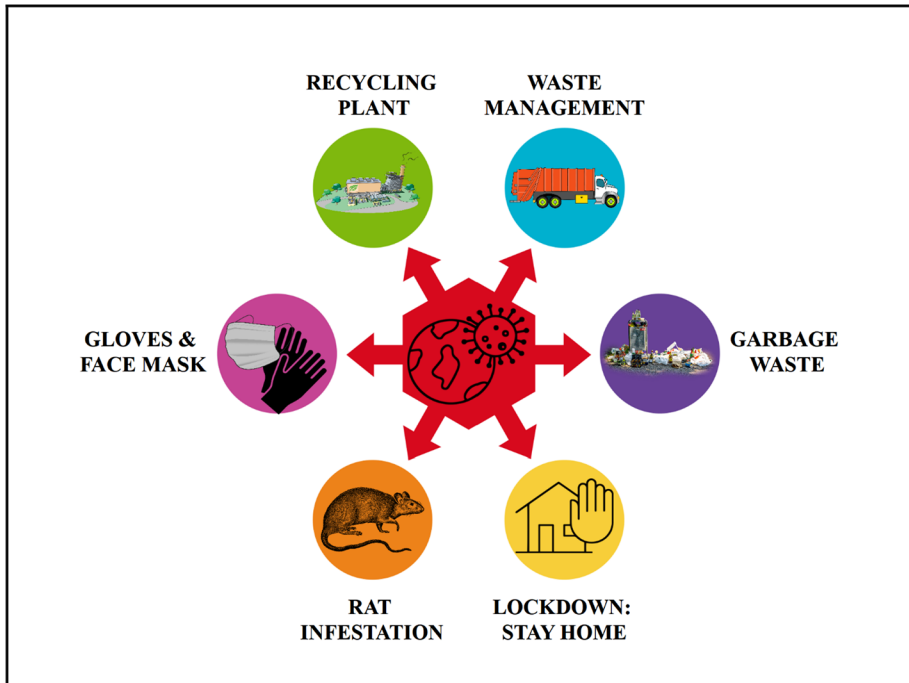 RECYCLING
PLANT
WASTE
MANAGEMENT
GLOVES &
FACE MASK
GARBAGE
WASTE
RAT
INFESTATION
LOCKDOWN:
STAY HOME